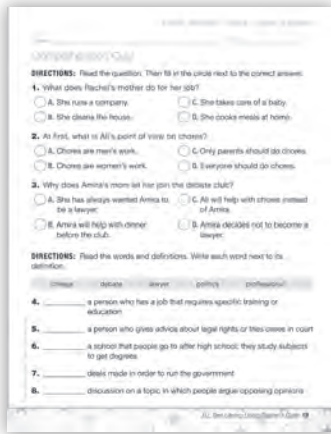 Comprehension Quiz
DIRECTIONS: Read the question. Then fill in the circle next to the correct answer.
1. What does Rachel's mother do for her job?
A. She runs a company.
C. She takes care of a baby.
B. She cleans the house.
D. She cooks meals at home.
2. At first, what is Ali's point of view on chores?
A. Chores are men's work.
C. Only parents should do chores.
B. Chores are women's work.
D. Everyone should do chores.
3. Why does Amira's mom let her join the debate club?
A. She has always wanted Amira to
be a lawyer.
C. Ali will help with chores instead
of Amira.
B. Amira will help with dinner
before the club.
D. Amira decides not to become a
lawyer.
DIRECTIONS: Read the words and definitions. Write each word next to its
definition.
college debate lawyer politics professional
4. a person who has a job that requires specific training or
education
5. a person who gives advice about legal rights or tries cases in court
6. a school that people go to after high school; they study subjects
to get degrees
7. deals made in order to run the government
8. discussion on a topic in which people argue opposing opinions